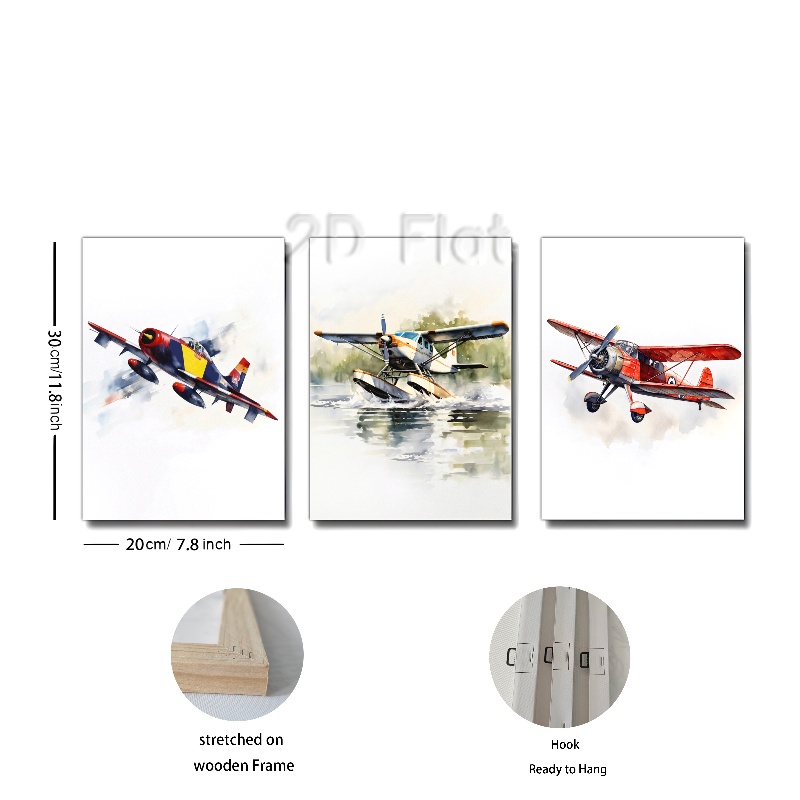 2D Flat
30cm/11.8inch
20cm/ 7.8 inch
stretched on
wooden Frame
Hook
Ready to Hang